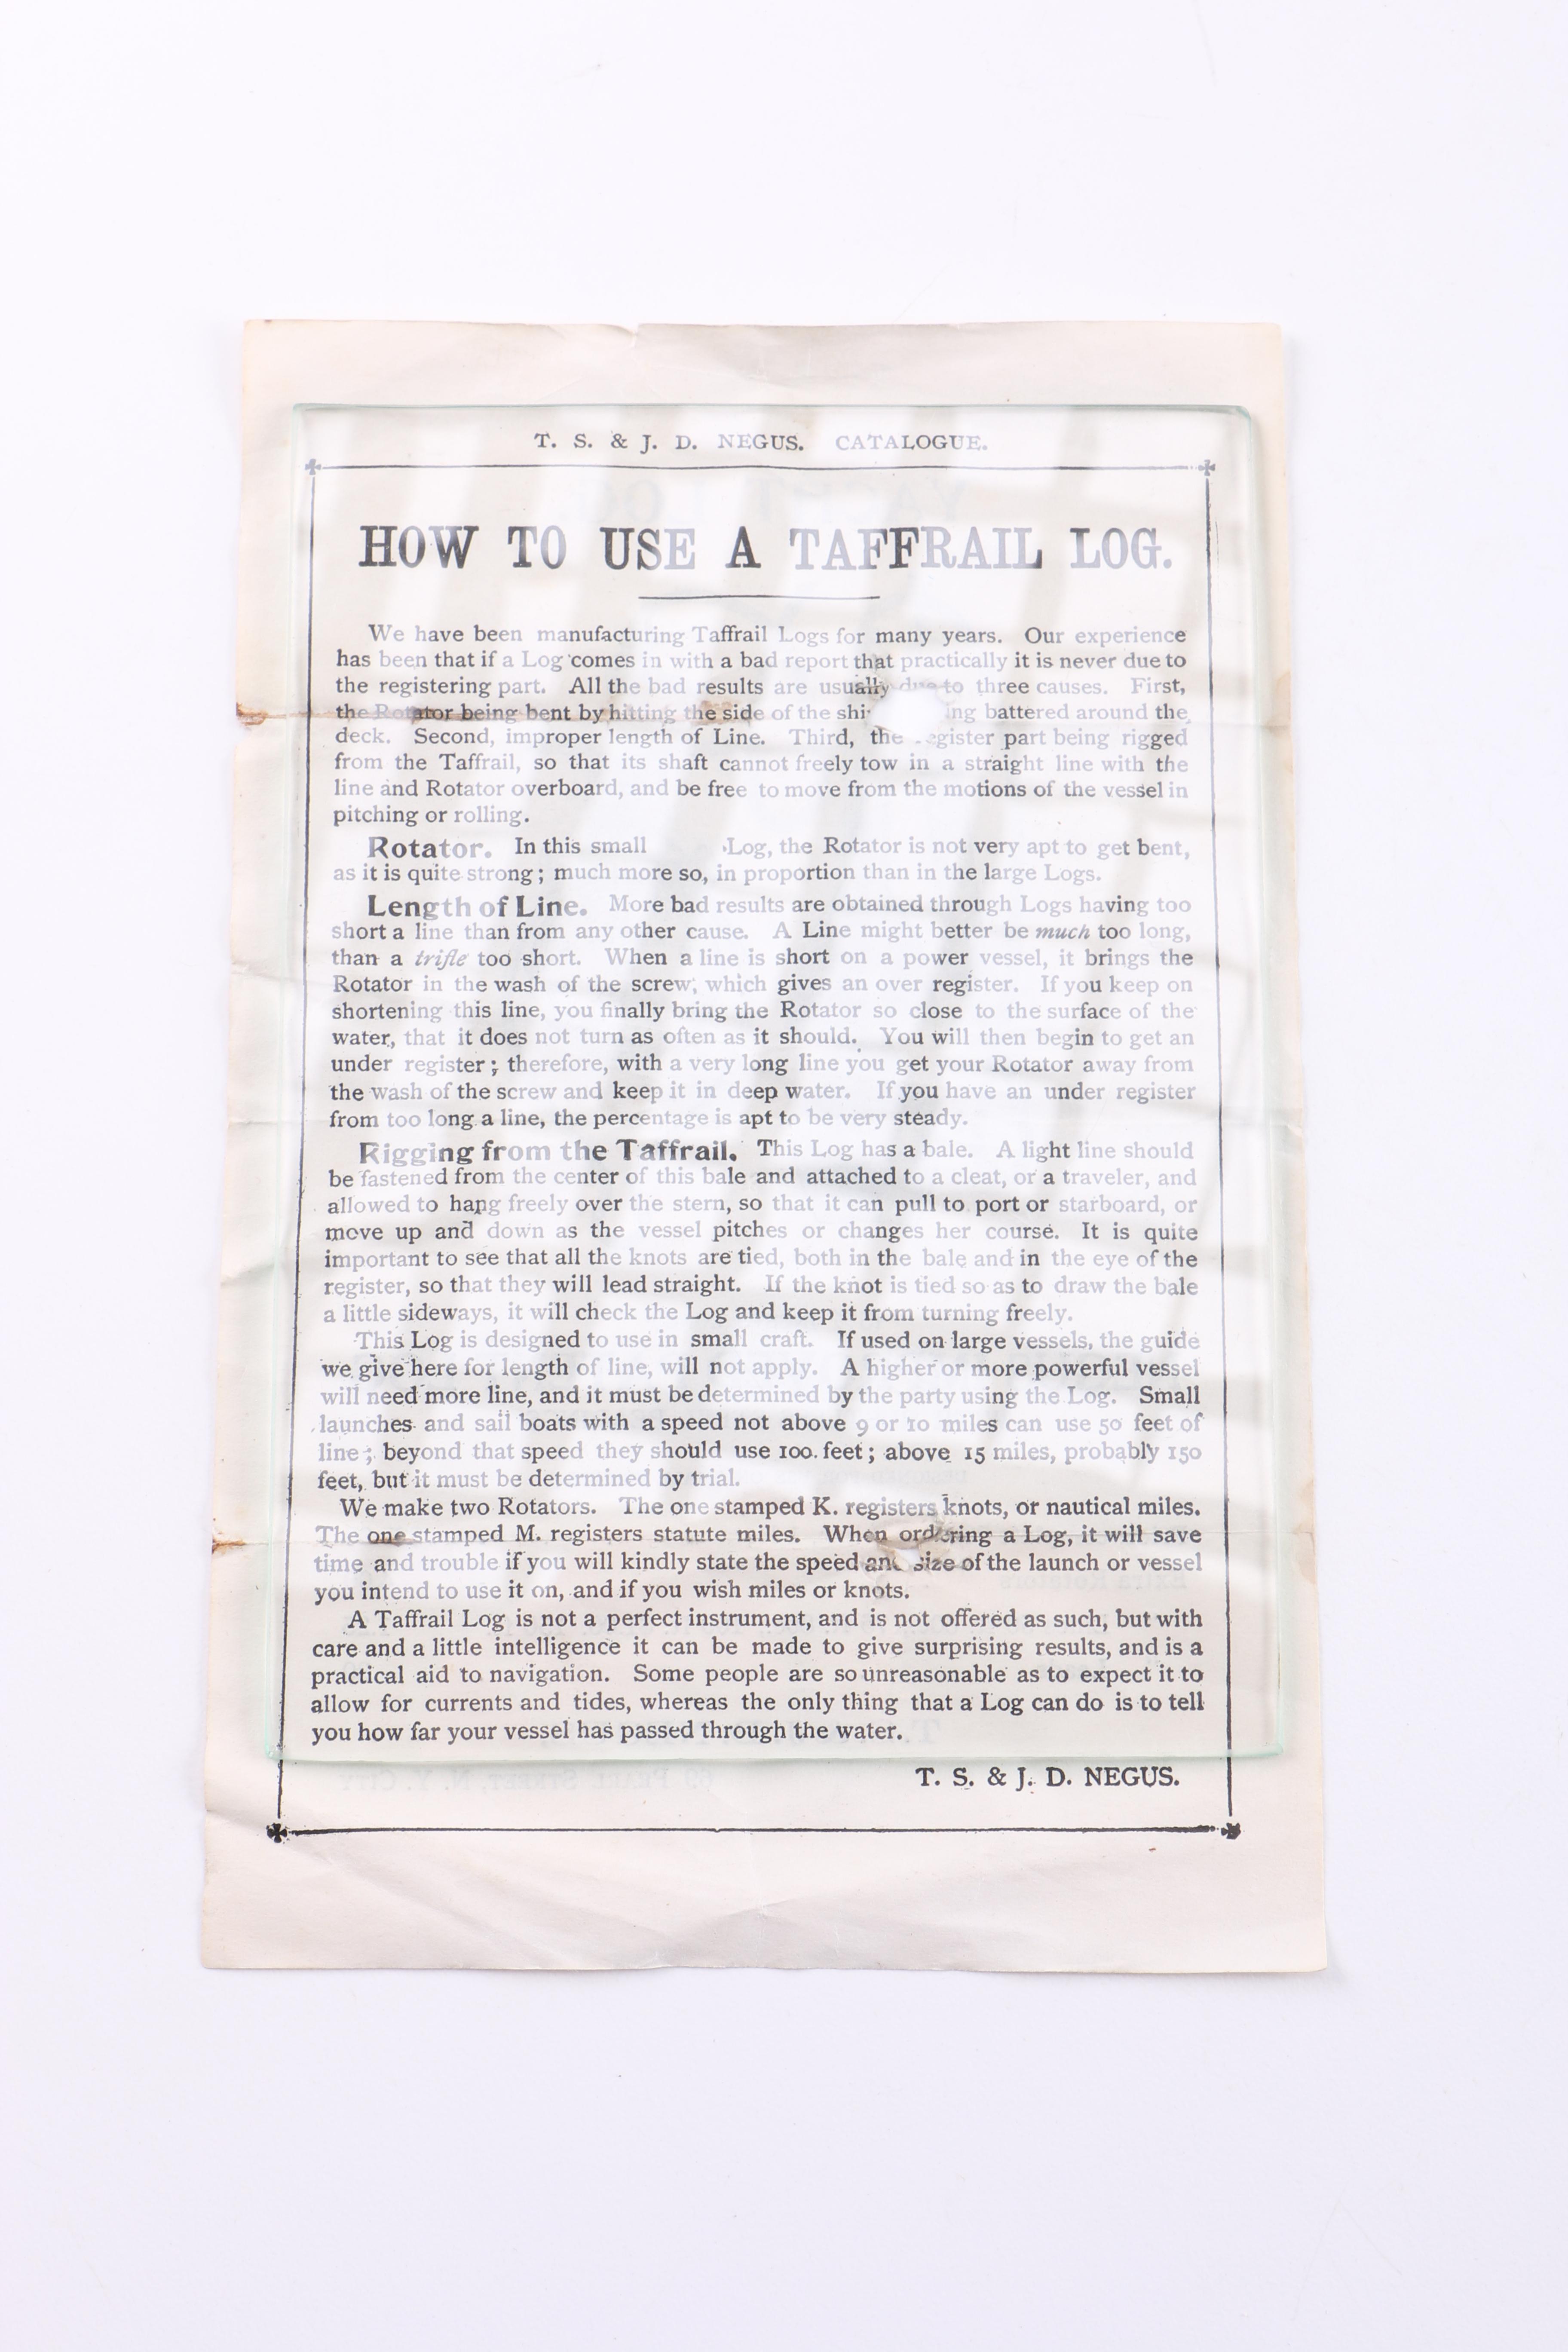 T. S. & J. D. NEGUS. CATALOGUE.
HOW TO USE A TAFFRAIL LOG.
We have been manufacturing Taffrail Logs for many years. Our experience
has been that if a Log comes in with a bad report that practically it is never due to
the registering part. All the bad results are usually due to three causes. First,
the Rotator being bent by hitting the side of the battered around the
deck. Second, improper length of Line. Third, the register part being rigged
from the Taffrail, so that its shaft cannot freely tow in a straight line with the
line and Rotator overboard, and be free to move from the motions of the vessel in
pitching or rolling.
Rotator. In this small Log, the Rotator is not very apt to get bent,
as it is quite strong; much more so, in proportion than in the large Logs.
Length of Line. More bad results are obtained through Logs having too
short a line than from any other cause. A Line might better be much too long,
than a trifle too short. When a line is short on a power vessel, it brings the
Rotator in the wash of the screw, which gives an over register. If you keep on
shortening this line, you finally bring the Rotator so close to the surface of the
water, that it does not turn as often as it should. You will then begin to get an
under register; therefore, with a very long line you get your Rotator away from
the wash of the screw and keep it in deep water. If you have an under register
from too long a line, the percentage is apt to be very steady.
Rigging from the Taffrail. This Log has a bale. A light line should
be fastened from the center of this bale and attached to a cleat, or a traveler, and
allowed to hang freely over the stern, so that it can pull to port or starboard, or
move up and down as the vessel pitches or changes her course. It is quite
important to see that all the knots are tied, both in the bale and in the eye of the
register, so that they will lead straight. If the knot is tied so as to draw the bale
a little sideways, it will check the Log and keep it from turning freely.
This Log is designed to use in small craft. If used on large vessels, the guide
we give here for length of line, will not apply. A higher or more powerful vessel
will need more line, and it must be determined by the party using the Log. Small
launches and sail boats with a speed not above 9 or 10 miles can use 50 feet of
line; beyond that speed they should use 100 feet; above 15 miles, probably 150
feet, but it must be determined by trial.
We make two Rotators. The one stamped K. registers knots, or nautical miles.
The one stamped M. registers statute miles. When ordering a Log, it will save
time and trouble if you will kindly state the speed and size of the launch or vessel
you intend to use it on, and if you wish miles or knots.
A Taffrail Log is not a perfect instrument, and is not offered as such, but with
care and a little intelligence it can be made to give surprising results, and is a
practical aid to navigation. Some people are so unreasonable as to expect it to
allow for currents and tides, whereas the only thing that a Log can do is to tell
you how far your vessel has passed through the water.
T. S. & J. D. NEGUS.